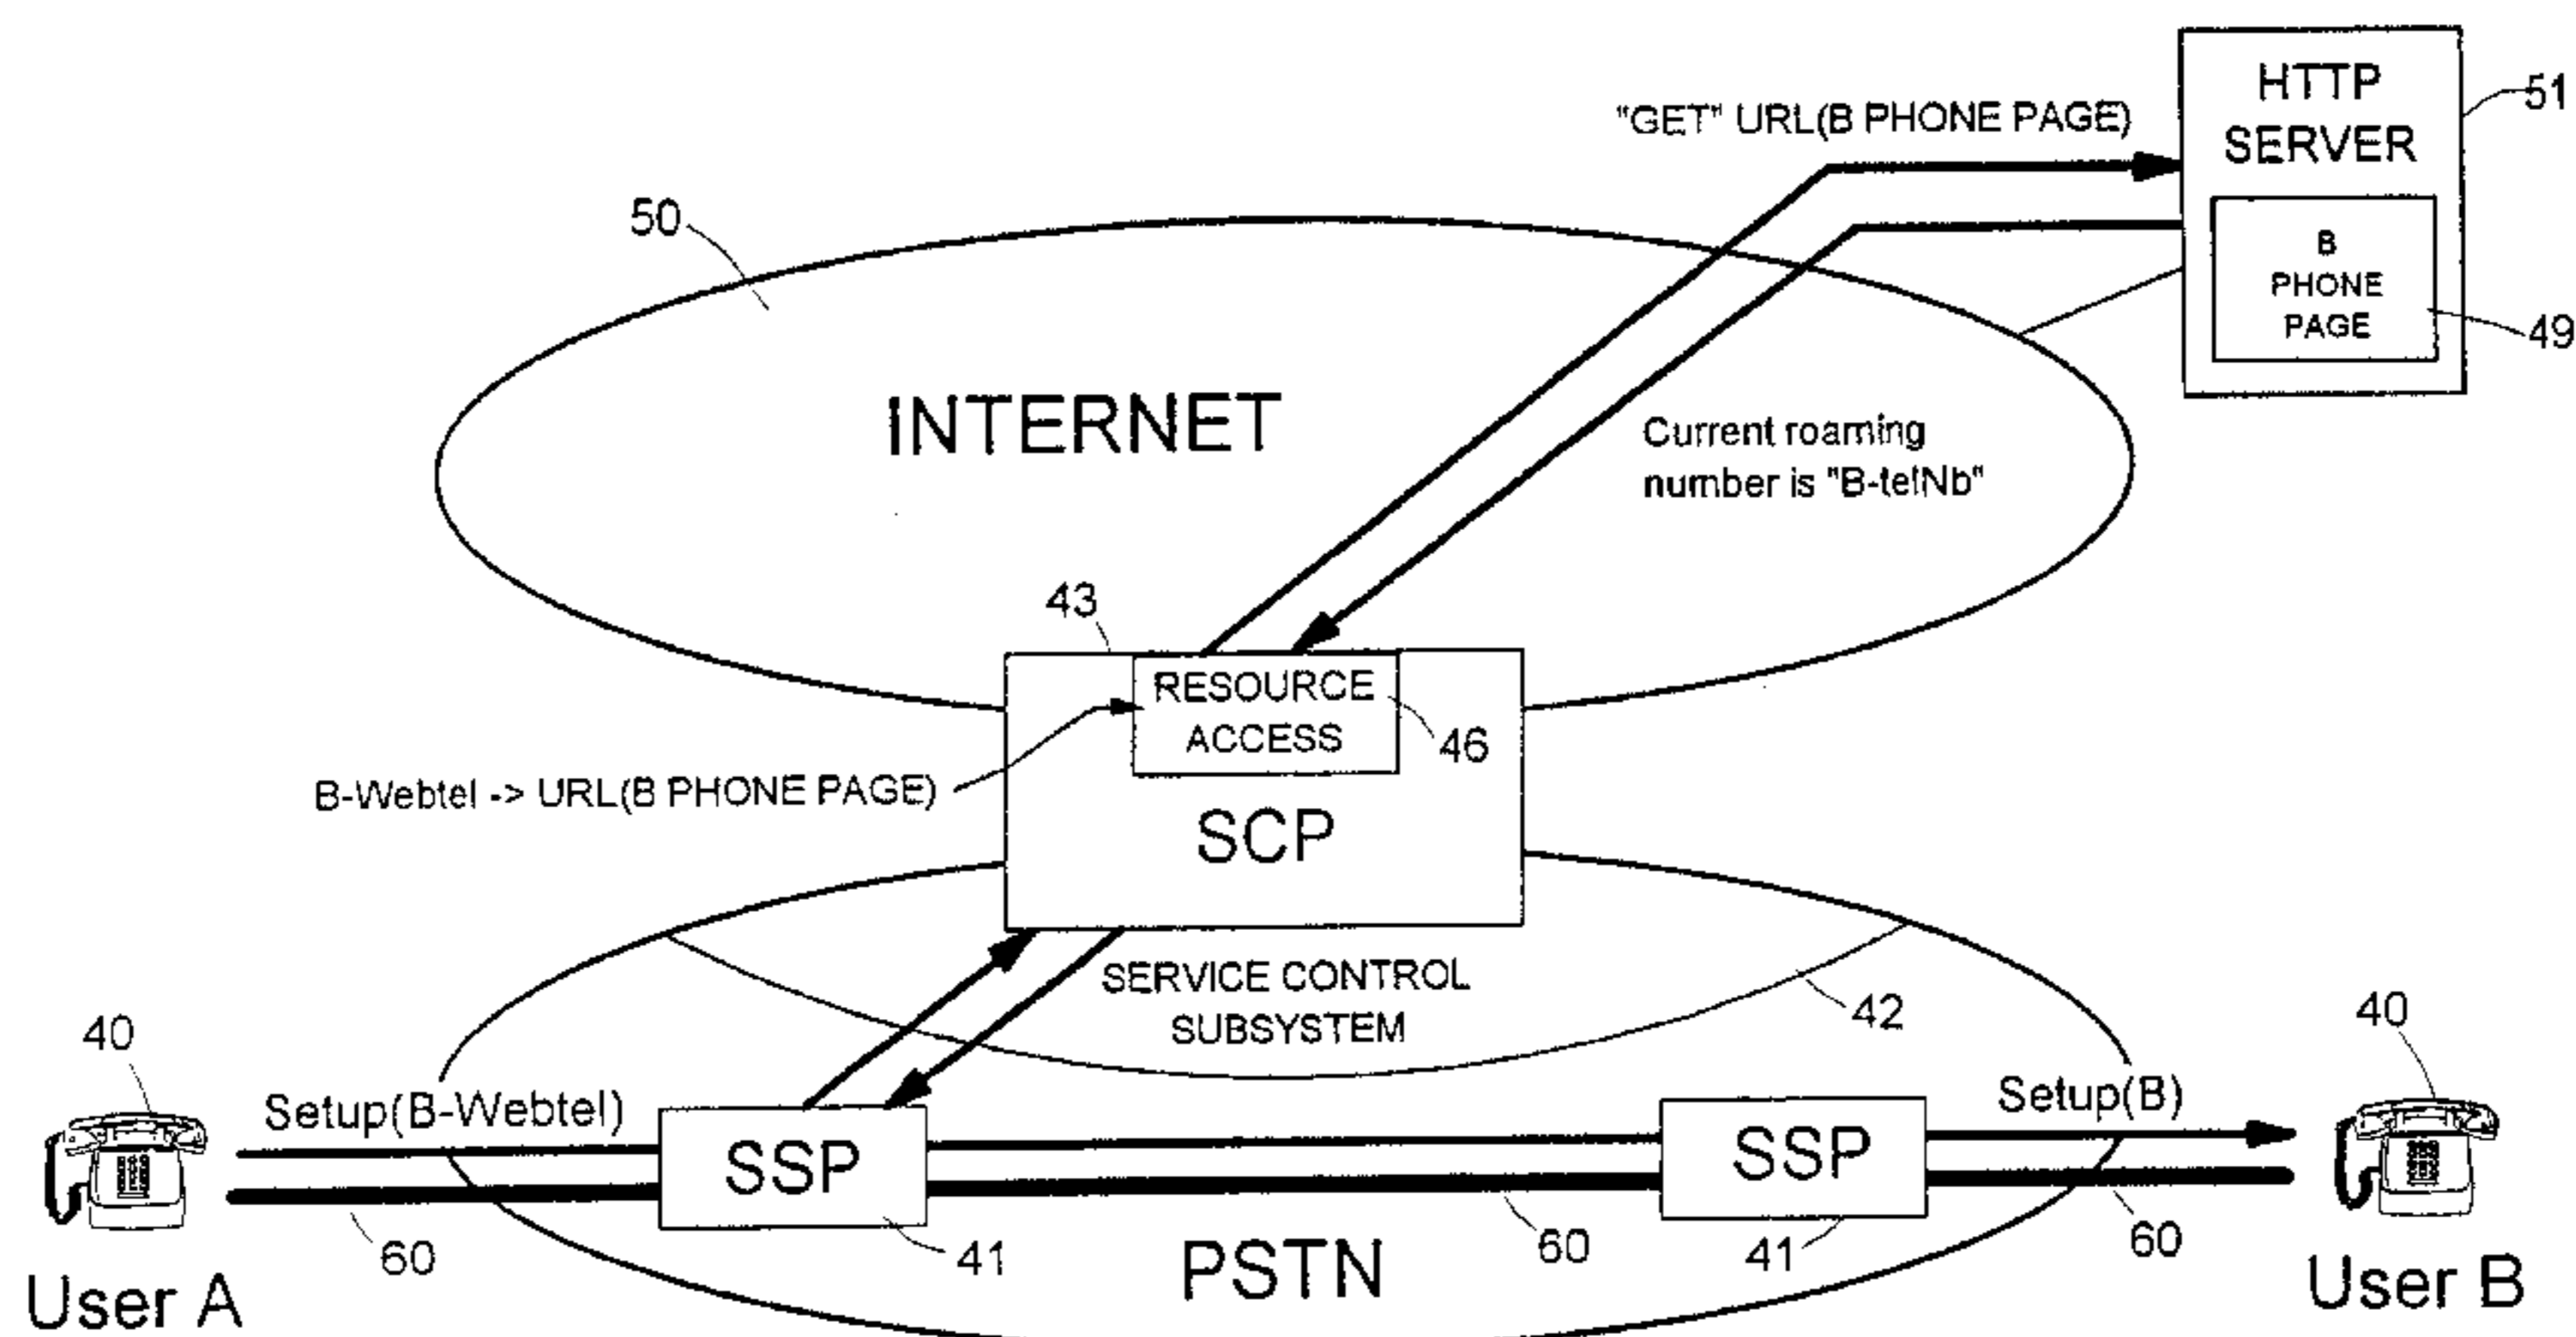 HTTP
SERVER
51
"GET" URL(B PHONE PAGE)
50
B
PHONE
PAGE
49
INTERNET
Current roaming
number is "B-telNb"
43
RESOURCE
ACCESS
46
B-Webtel -> URL(B PHONE PAGE)
SCP
SERVICE CONTROL
SUBSYSTEM
42
40
40
Setup(B-Webtel)
Setup(B)
SSP
SSP
60
41
60
41
60
PSTN
User A
User B